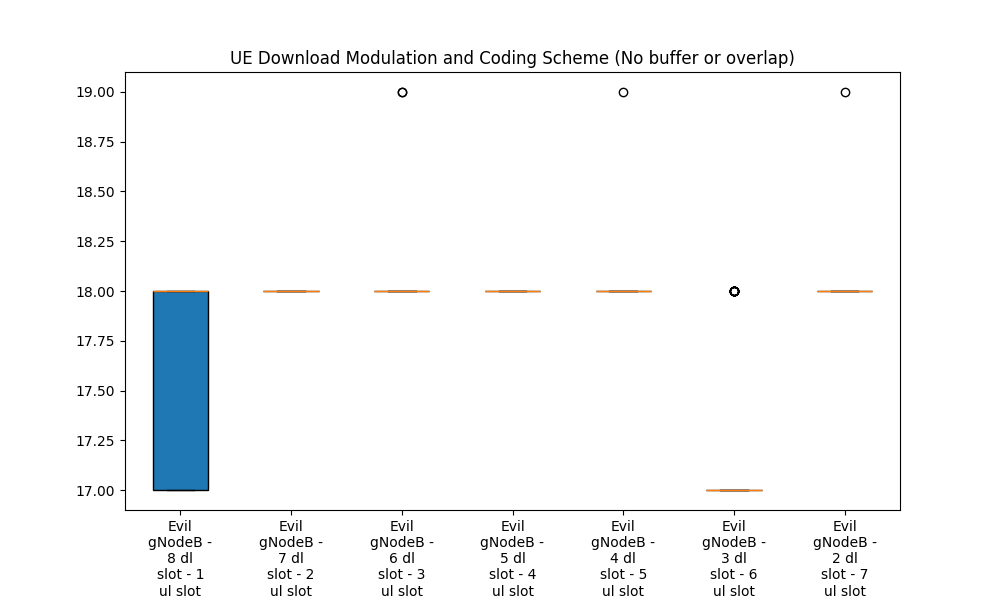 UE Download Modulation and Coding Scheme (No buffer or overlap)
19.00
18.75
18.50
18.25
18.00
17.75
17.50
17.25
17.00
Evil
gNodeB -
8 dl
slot - 1
ul slot
Evil
gNodeB -
7 dl
slot - 2
ul slot
Evil
gNodeB -
6 dl
slot - 3
ul slot
Evil
gNodeB -
5 dl
slot - 4
ul slot
Evil
gNodeB -
4 dl
slot - 5
ul slot
Evil
gNodeB -
3 dl
slot - 6
ul slot
Evil
gNodeB -
2 dl
slot - 7
ul slot